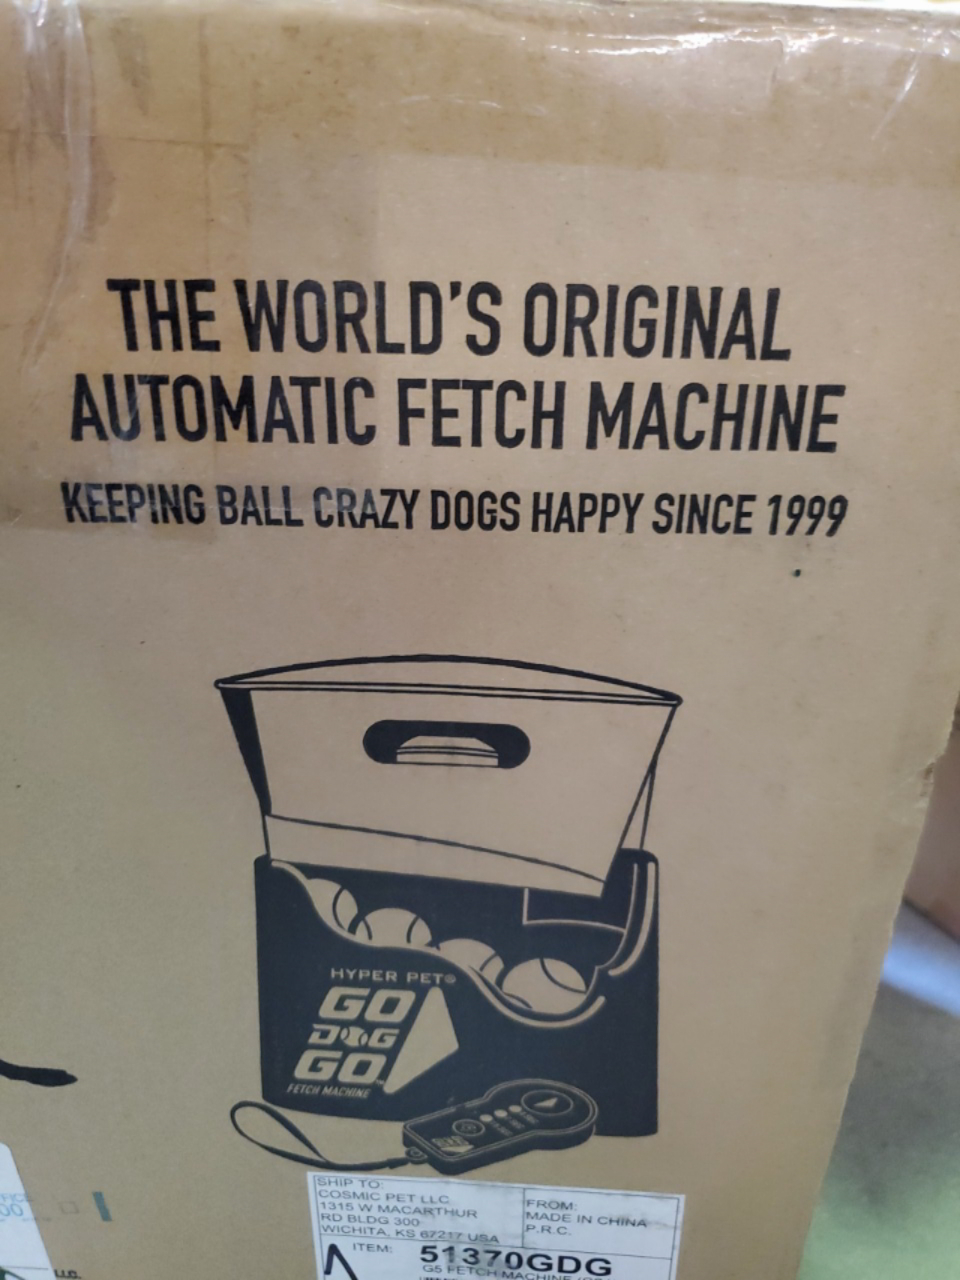 THE WORLD'S ORIGINAL
AUTOMATIC FETCH MACHINE
KEEPING BALL CRAZY DOGS HAPPY SINCE 1999
HYPER PET®
GO
DOG
GO!™
FETCH MACHINE
SHIP TO:
COSMIC PET LLC
1315 W MACARTHUR
RD BLDG 300
WICHITA, KS 67217 USA
FROM:
MADE IN CHINA
P.R.C.
ITEM: 51370GDG
G5 FETCH MACHINE
LLC.